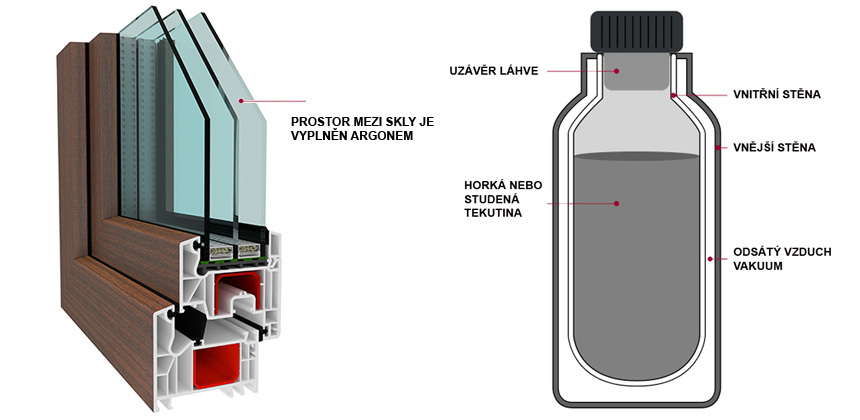 PROSTOR MEZI SKLY JE
VYPLNĚN ARGONEM
UZÁVĚR LÁHVE
VNITŘNÍ STĚNA
VNĚJŠÍ STĚNA
HORKÁ NEBO
STUDENÁ
TEKUTINA
ODSÁTÝ VZDUCH
VAKUUM